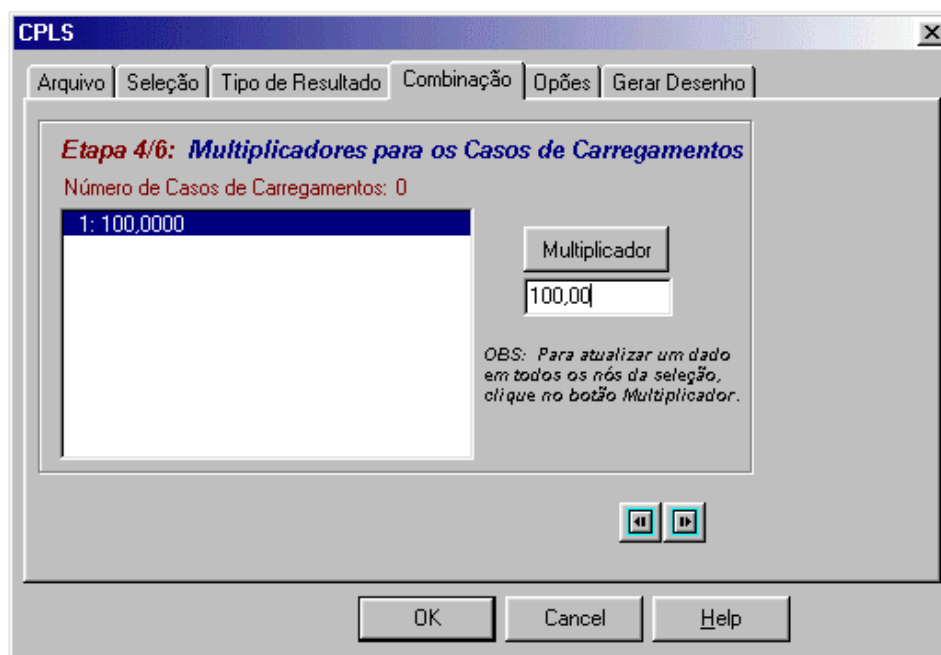 CPLS
Arquivo Seleção Tipo de Resultado Combinação Opões Gerar Desenho
Etapa 4/6: Multiplicadores para os Casos de Carregamentos
Número de Casos de Carregamentos: 0
1: 100,0000
Multiplicador
100,00
OBS: Para atualizar um dado
em todos os nós da seleção,
clique no botão Multiplicador.
OK Cancel Help